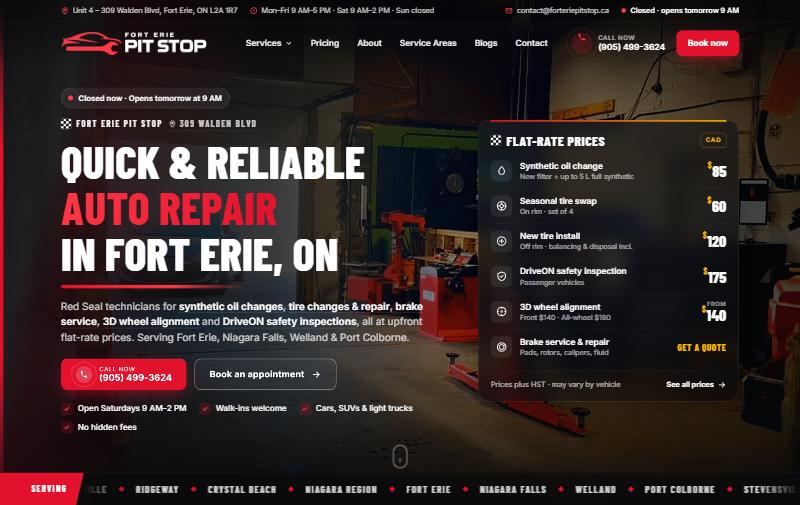 Unit 4 – 309 Walden Blvd, Fort Erie, ON L2A 1R7
Mon–Fri 9 AM–5 PM · Sat 9 AM–2 PM · Sun closed
contact@forteriepitstop.ca
Closed · opens tomorrow 9 AM
FORT ERIE
PIT STOP
Services
Pricing
About
Service Areas
Blogs
Contact
CALL NOW
(905) 499-3624
Book now
Closed now · Opens tomorrow at 9 AM
FORT ERIE PIT STOP
309 WALDEN BLVD
QUICK & RELIABLE
AUTO REPAIR
IN FORT ERIE, ON
Red Seal technicians for synthetic oil changes, tire changes & repair, brake
service, 3D wheel alignment and DriveON safety inspections, all at upfront
flat-rate prices. Serving Fort Erie, Niagara Falls, Welland & Port Colborne.
CALL NOW
(905) 499-3624
Book an appointment →
Open Saturdays 9 AM–2 PM
Walk-ins welcome
Cars, SUVs & light trucks
No hidden fees
FLAT-RATE PRICES
CAD
Synthetic oil change
New filter + up to 5 L full synthetic
$85
Seasonal tire swap
On rim · set of 4
$60
New tire install
Off rim · balancing & disposal incl.
$120
DriveON safety inspection
Passenger vehicles
$175
3D wheel alignment
Front $140 · All-wheel $180
FROM
$140
Brake service & repair
Pads, rotors, calipers, fluid
GET A QUOTE
Prices plus HST · may vary by vehicle
See all prices →
SERVING
RIDGEWAY ◆ CRYSTAL BEACH ◆ NIAGARA REGION ◆ FORT ERIE ◆ NIAGARA FALLS ◆ WELLAND ◆ PORT COLBORNE ◆